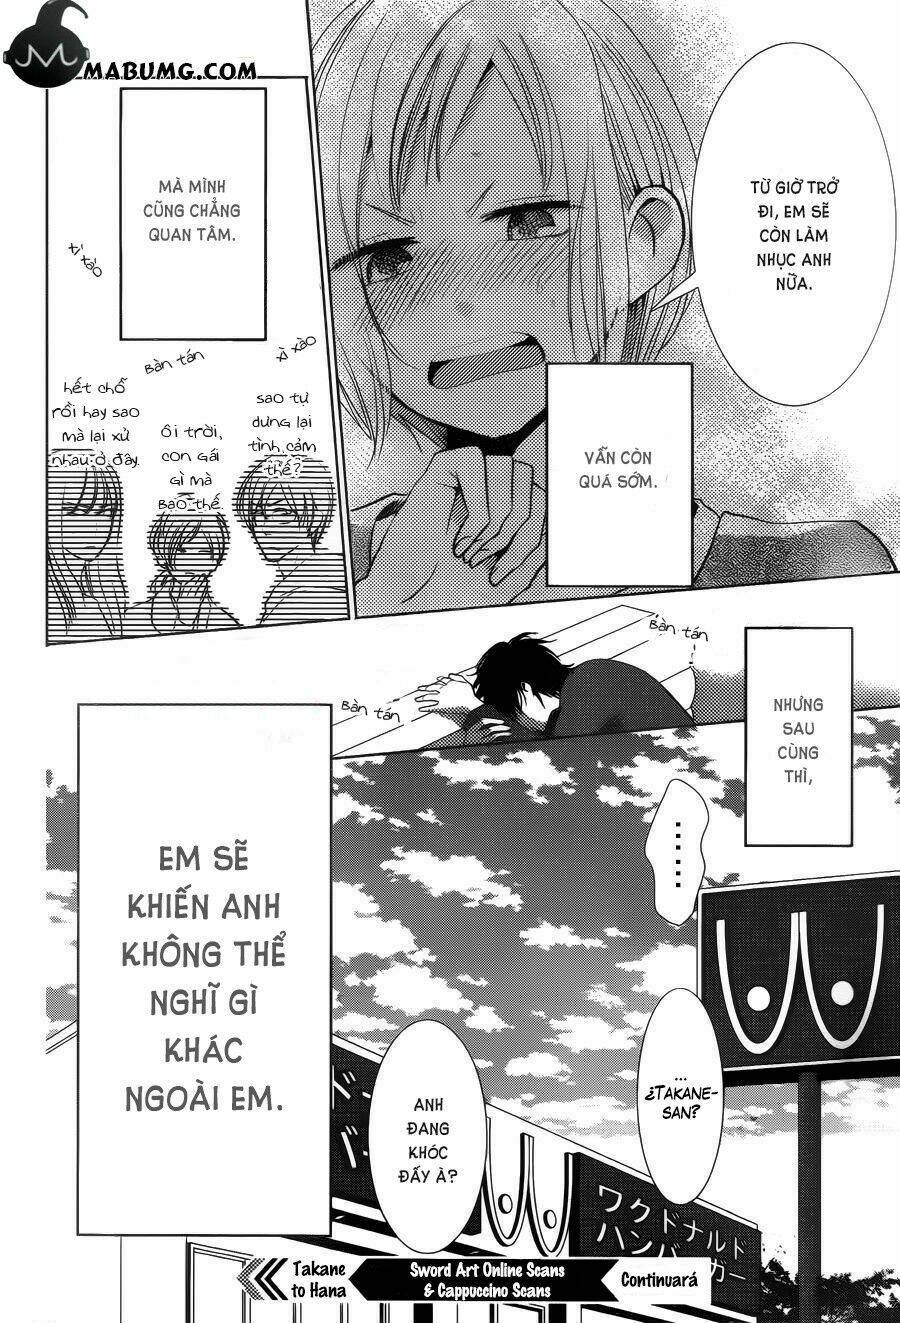 MABUMG.COM
TỪ GIỜ TRỞ
ĐI, EM SẼ
CÒN LÀM
NHỤC ANH
NỮA.
VẪN CÒN
QUÁ SỚM.
MÀ MÌNH
CŨNG CHẲNG
QUAN TÂM.
xì xào
xì xào
Bàn tán
sao tự
dưng lại
tình cảm
thế?
ôi trời,
con gái
gì mà
bạo thế
hết chỗ
rồi hay sao
mà lại xử
nhau ở đây.
Bàn tán
Bàn tán
NHƯNG
SAU
CÙNG
THÌ,
EM SẼ
KHIẾN ANH
KHÔNG THỂ
NGHĨ GÌ
KHÁC
NGOÀI EM.
......
...
¿TAKANE-
SAN?
ANH
ĐANG
KHÓC
ĐẤY À?
ワクドナルド
ハンバーガー
Takane
to Hana
Sword Art Online Scans
& Cappuccino Scans
Continuará